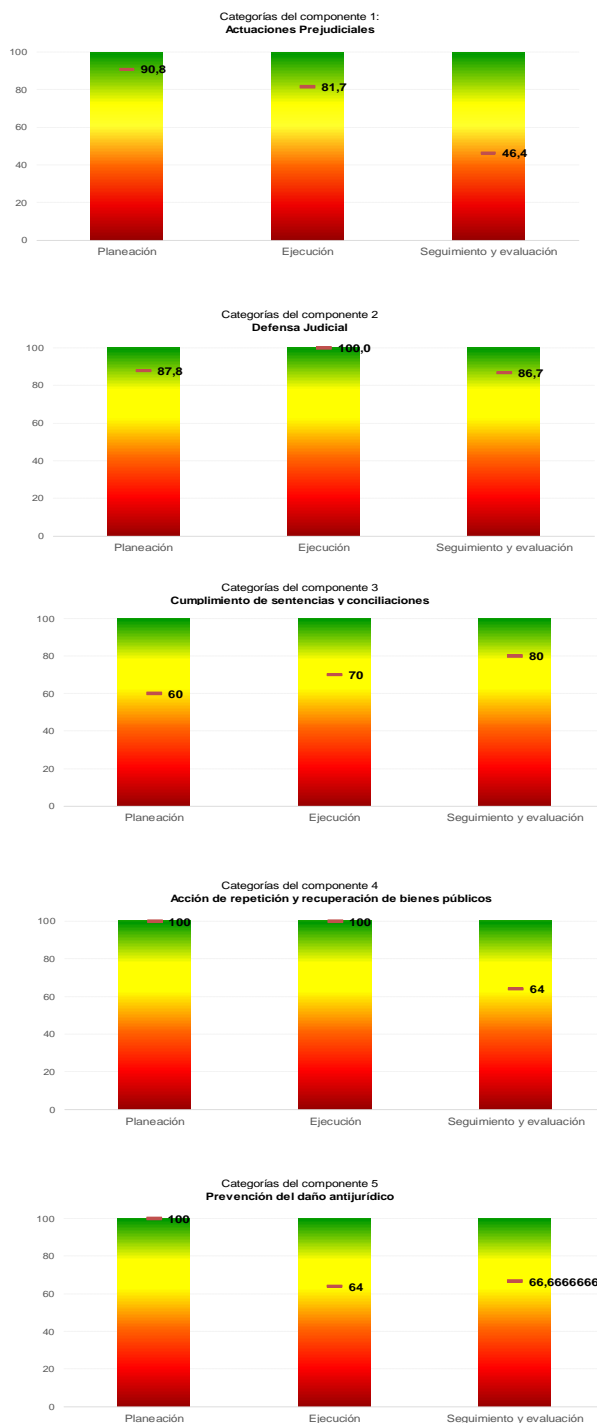 Categorías del componente 1:
Actuaciones Prejudiciales
100
80
60
40
20
0
90,8
81,7
46,4
Planeación
Ejecución
Seguimiento y evaluación
Categorías del componente 2
Defensa Judicial
100
80
60
40
20
0
87,8
100,0
86,7
Planeación
Ejecución
Seguimiento y evaluación
Categorías del componente 3
Cumplimiento de sentencias y conciliaciones
100
80
60
40
20
0
60
70
80
Planeación
Ejecución
Seguimiento y evaluación
Categorías del componente 4
Acción de repetición y recuperación de bienes públicos
100
80
60
40
20
0
100
100
64
Planeación
Ejecución
Seguimiento y evaluación
Categorías del componente 5
Prevención del daño antijurídico
100
80
60
40
20
0
100
64
66,6666666
Planeación
Ejecución
Seguimiento y evaluación